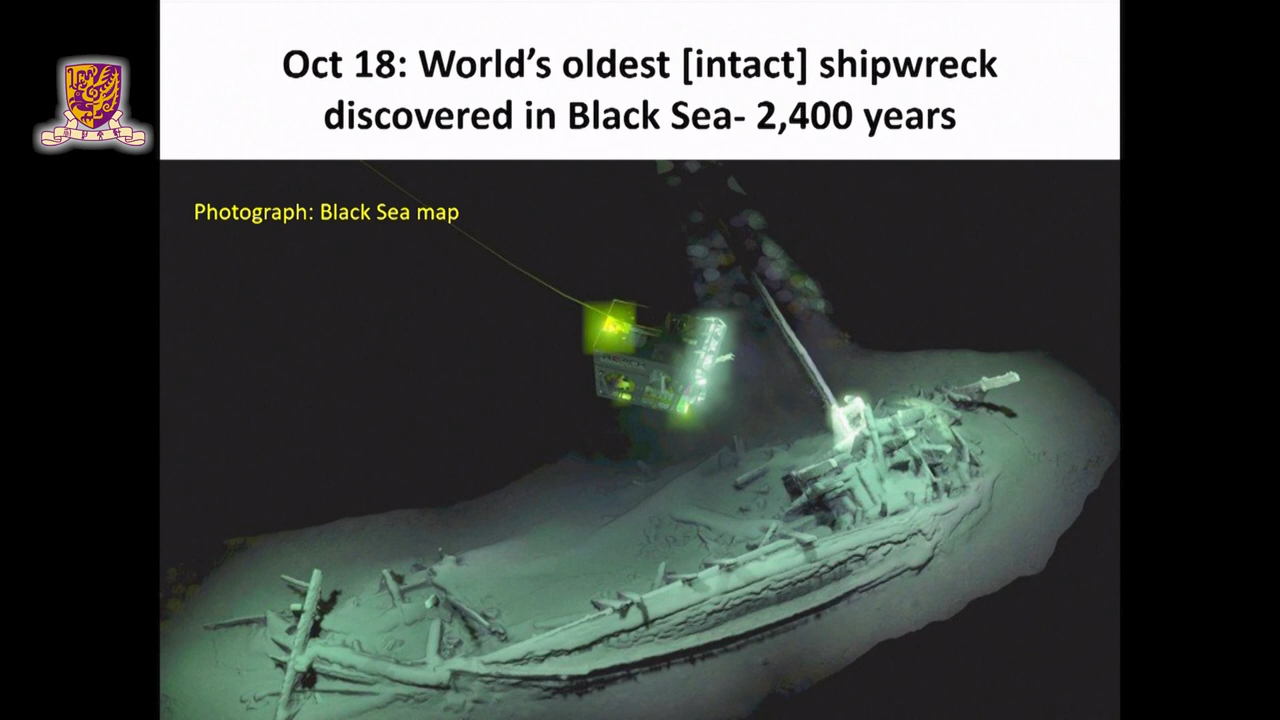 Oct 18: World's oldest [intact] shipwreck
discovered in Black Sea- 2,400 years
Photograph: Black Sea map